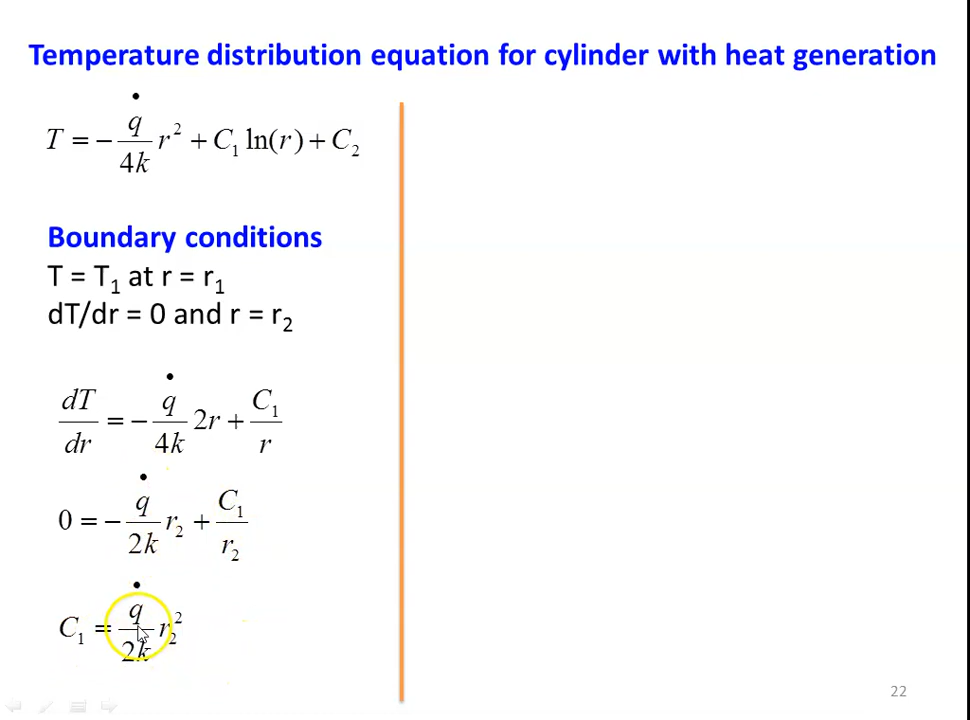 Temperature distribution equation for cylinder with heat generation
T = − q̇/4k r² + C₁ ln(r) + C₂
Boundary conditions
T = T₁ at r = r₁
dT/dr = 0 and r = r₂
dT/dr = − q̇/4k 2r + C₁/r
0 = − q̇/2k r₂ + C₁/r₂
C₁ = q̇/2k r₂²
22